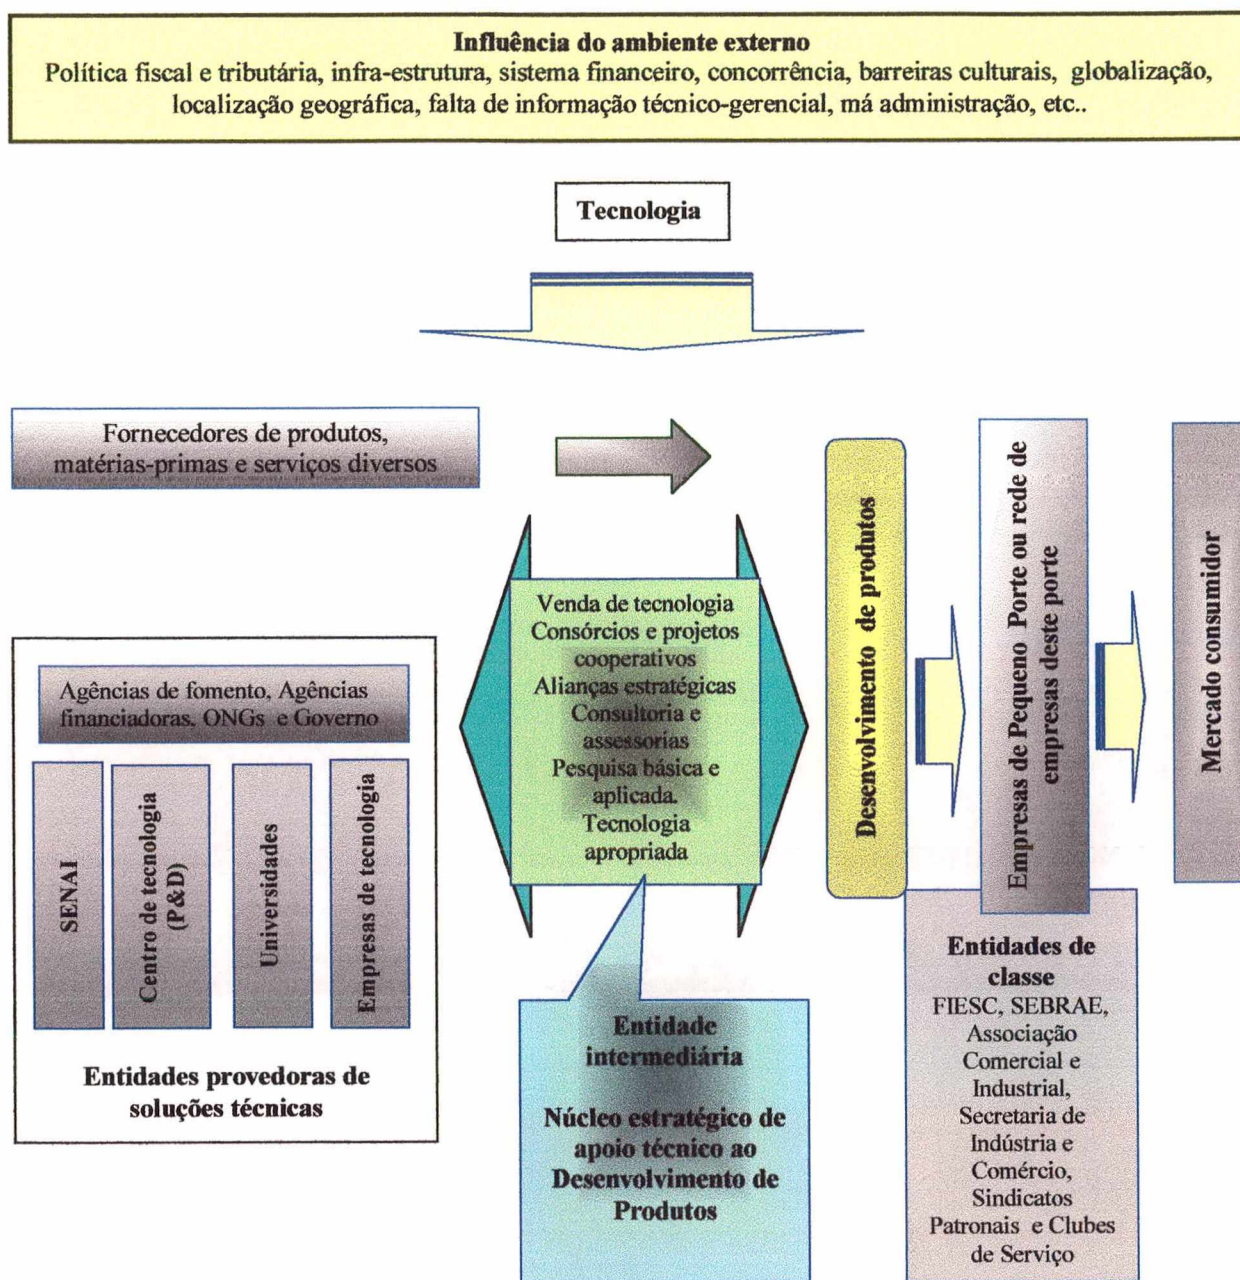 Influência do ambiente externo
Política fiscal e tributária, infra-estrutura, sistema financeiro, concorrência, barreiras culturais, globalização,
localização geográfica, falta de informação técnico-gerencial, má administração, etc..
Tecnologia
Fornecedores de produtos,
matérias-primas e serviços diversos
Agências de fomento, Agências
financiadoras, ONGs e Governo
SENAI
Centro de tecnologia
(P&D)
Universidades
Empresas de tecnologia
Entidades provedoras de
soluções técnicas
Venda de tecnologia
Consórcios e projetos
cooperativos
Alianças estratégicas
Consultoria e
assessorias
Pesquisa básica e
aplicada.
Tecnologia
apropriada
Entidade
intermediária
Núcleo estratégico de
apoio técnico ao
Desenvolvimento de
Produtos
Desenvolvimento de produtos
Empresas de Pequeno Porte ou rede de
empresas deste porte
Mercado consumidor
Entidades de
classe
FIESC, SEBRAE,
Associação
Comercial e
Industrial,
Secretaria de
Indústria e
Comércio,
Sindicatos
Patronais e Clubes
de Serviço